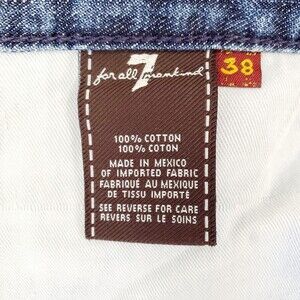 7
for all mankind
38
100% COTTON
100% COTON
MADE IN MEXICO
OF IMPORTED FABRIC
FABRIQUÉ AU MEXIQUE
DE TISSU IMPORTÉ
SEE REVERSE FOR CARE
REVERS SUR LE SOINS